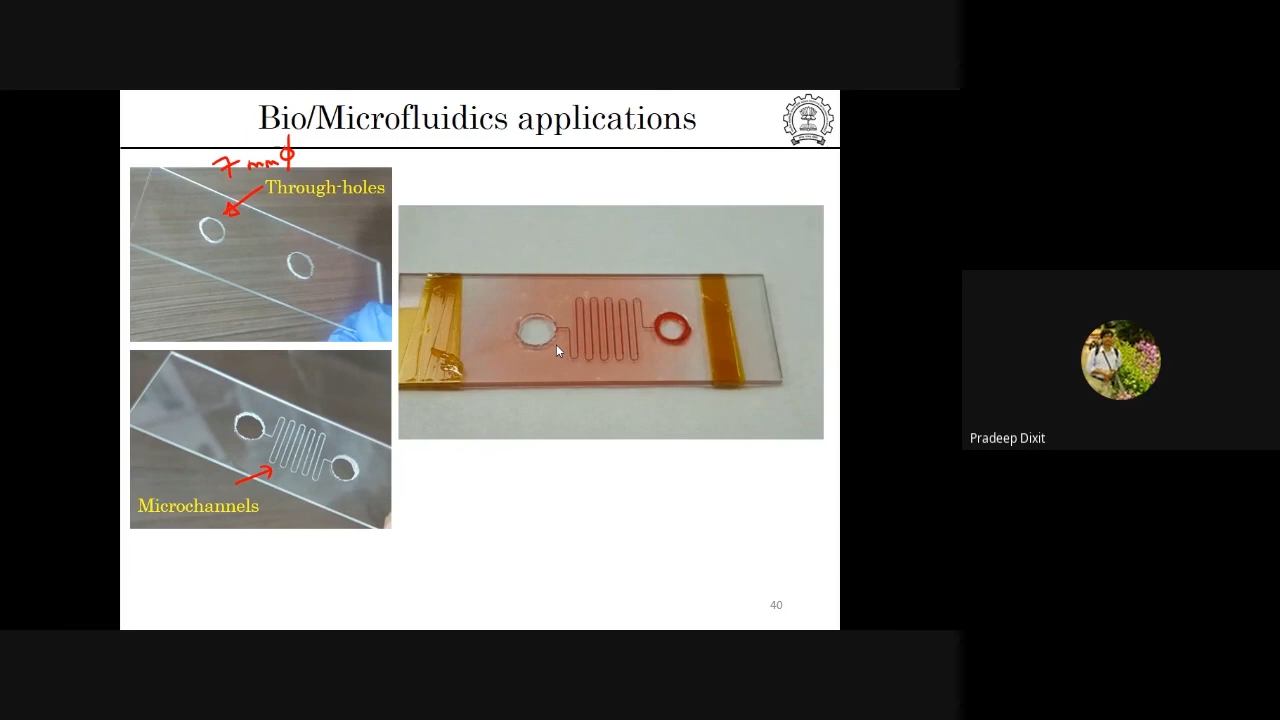 Bio/Microfluidics applications
7 mm ϕ
Through-holes
Microchannels
40
Pradeep Dixit